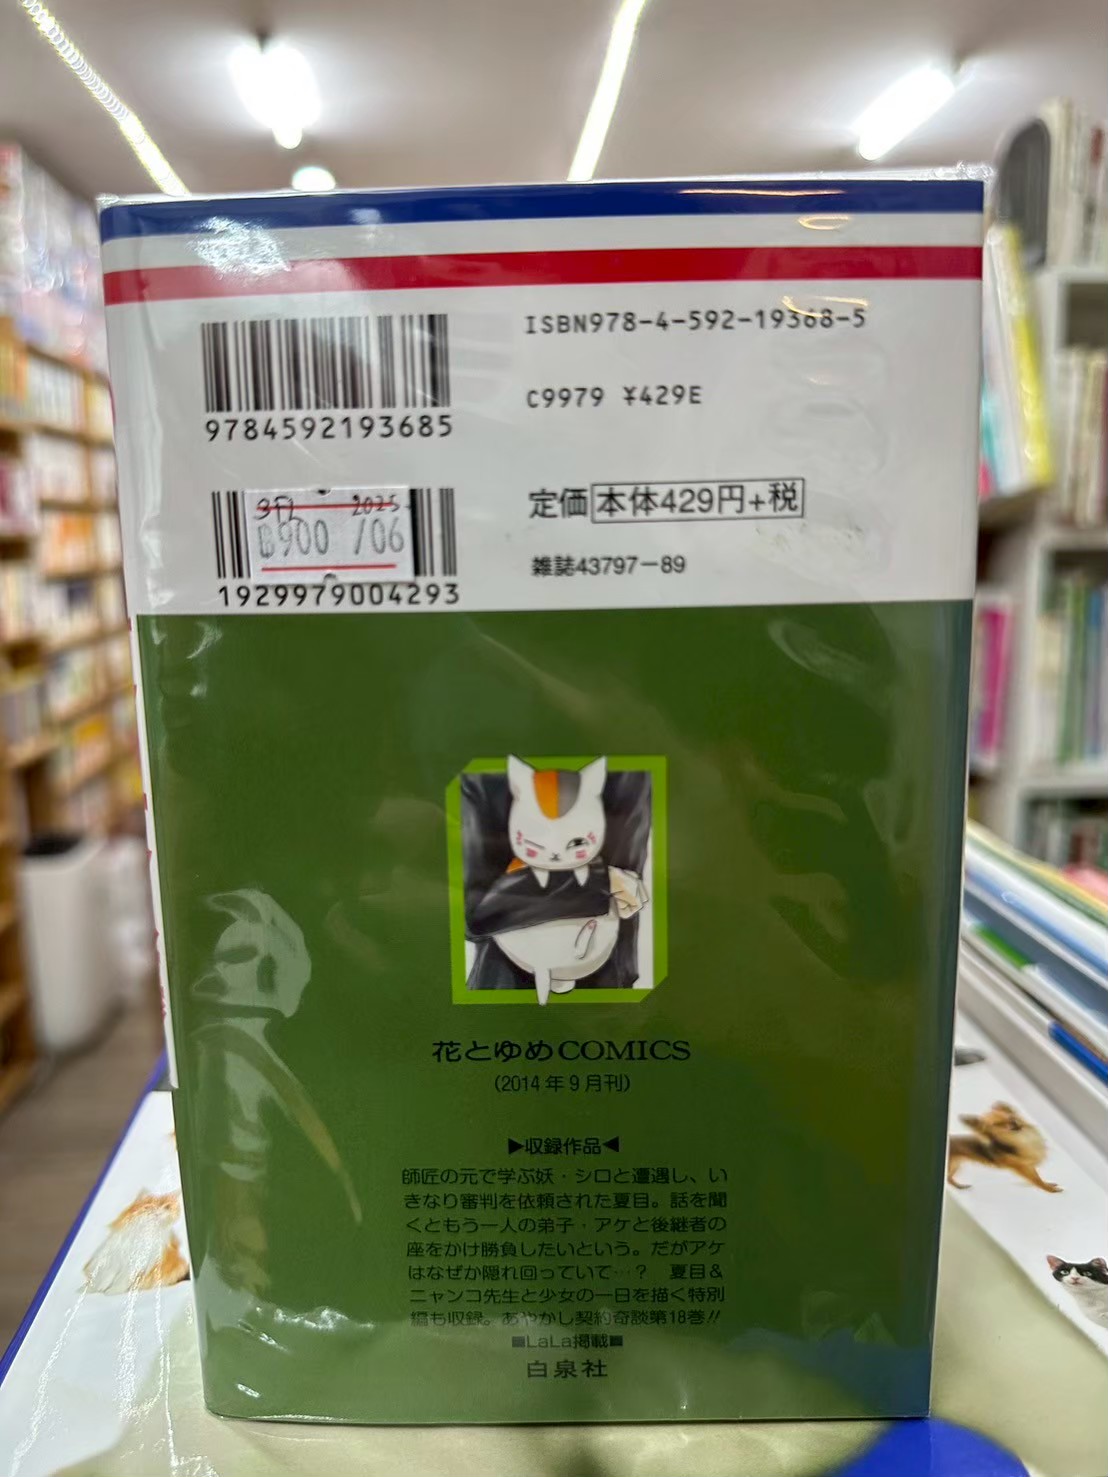 ISBN978-4-592-19368-5
C9979 ¥429E
9784592193685
定価 本体429円+税
2025
฿900 /06
雑誌43797-89
1929979004293
花とゆめCOMICS
(2014年9月刊)
▶収録作品◀
師匠の元で学ぶ妖・シロと遭遇し、い
きなり審判を依頼された夏目。話を聞
くともう一人の弟子・アケと後継者の
座をかけ勝負したいという。だがアケ
はなぜか隠れ回っていて…? 夏目&
ニャンコ先生と少女の一日を描く特別
編も収録。あやかし契約奇談第18巻!!
■LaLa掲載■
白泉社